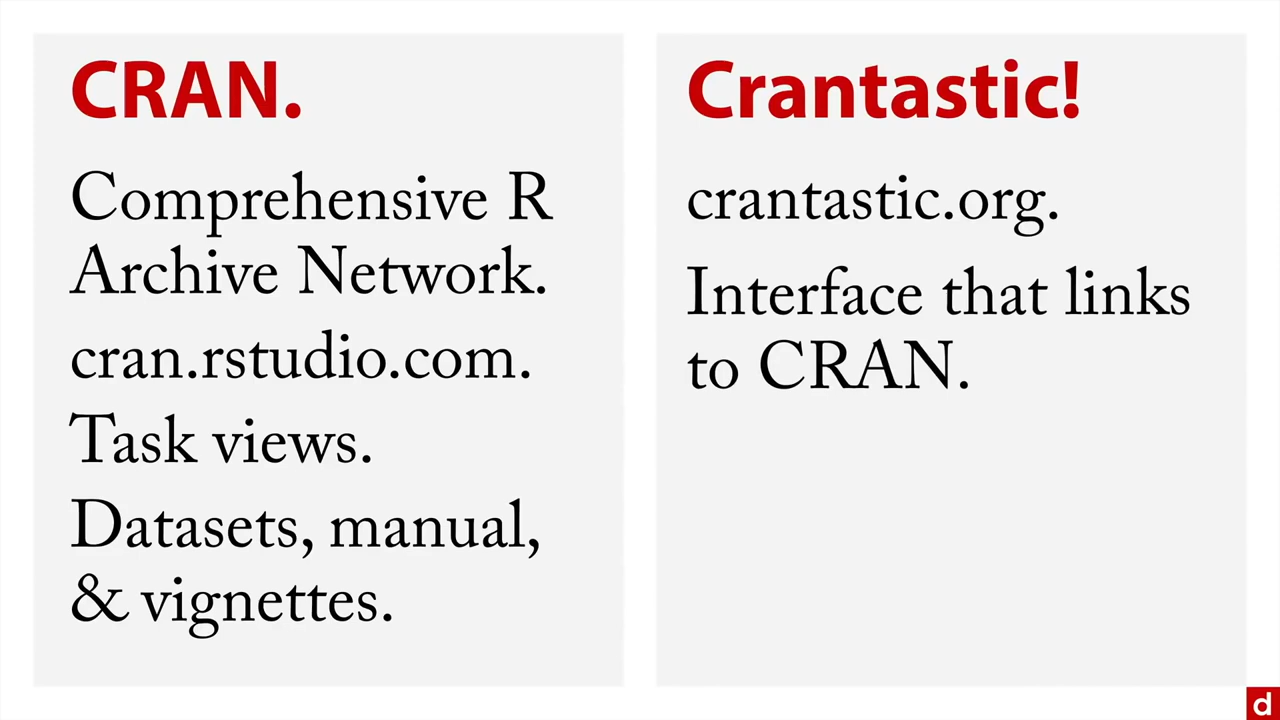 CRAN.
Comprehensive R
Archive Network.
cran.rstudio.com.
Task views.
Datasets, manual,
& vignettes.
Crantastic!
crantastic.org.
Interface that links
to CRAN.
d